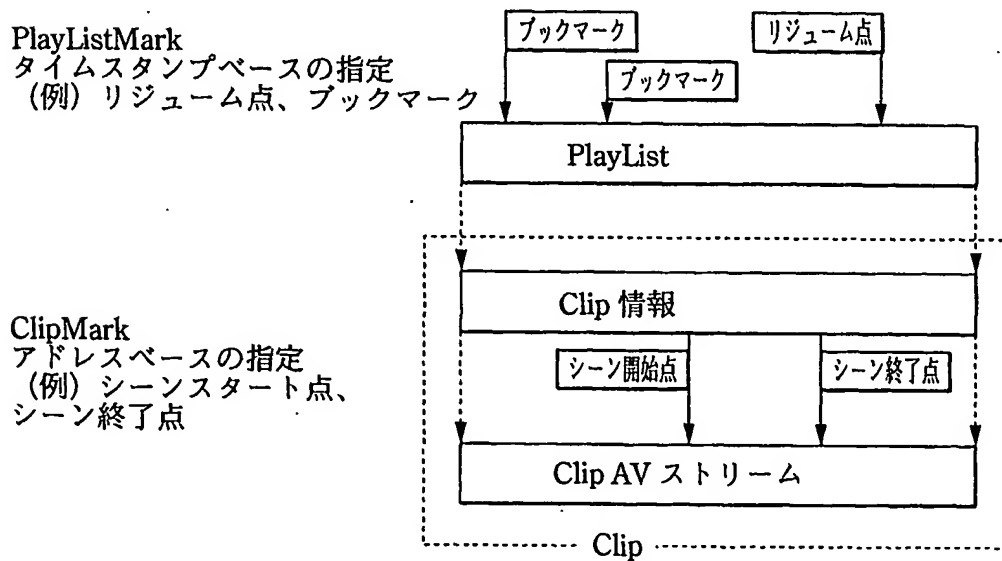 PlayListMark
タイムスタンプベースの指定
(例) リジューム点、ブックマーク
ブックマーク
リジューム点
ブックマーク
PlayList
Clip 情報
ClipMark
アドレスベースの指定
(例) シーンスタート点、
シーン終了点
シーン開始点
シーン終了点
Clip AV ストリーム
Clip